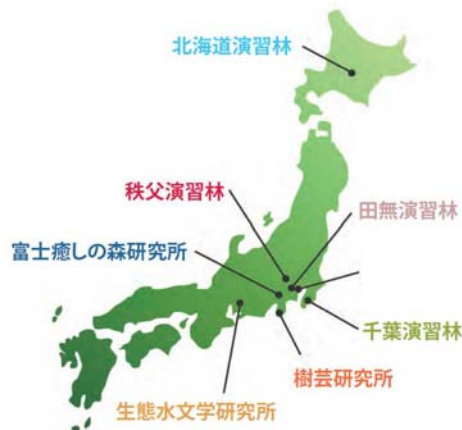 北海道演習林
秩父演習林
田無演習林
富士癒しの森研究所
千葉演習林
樹芸研究所
生態水文学研究所